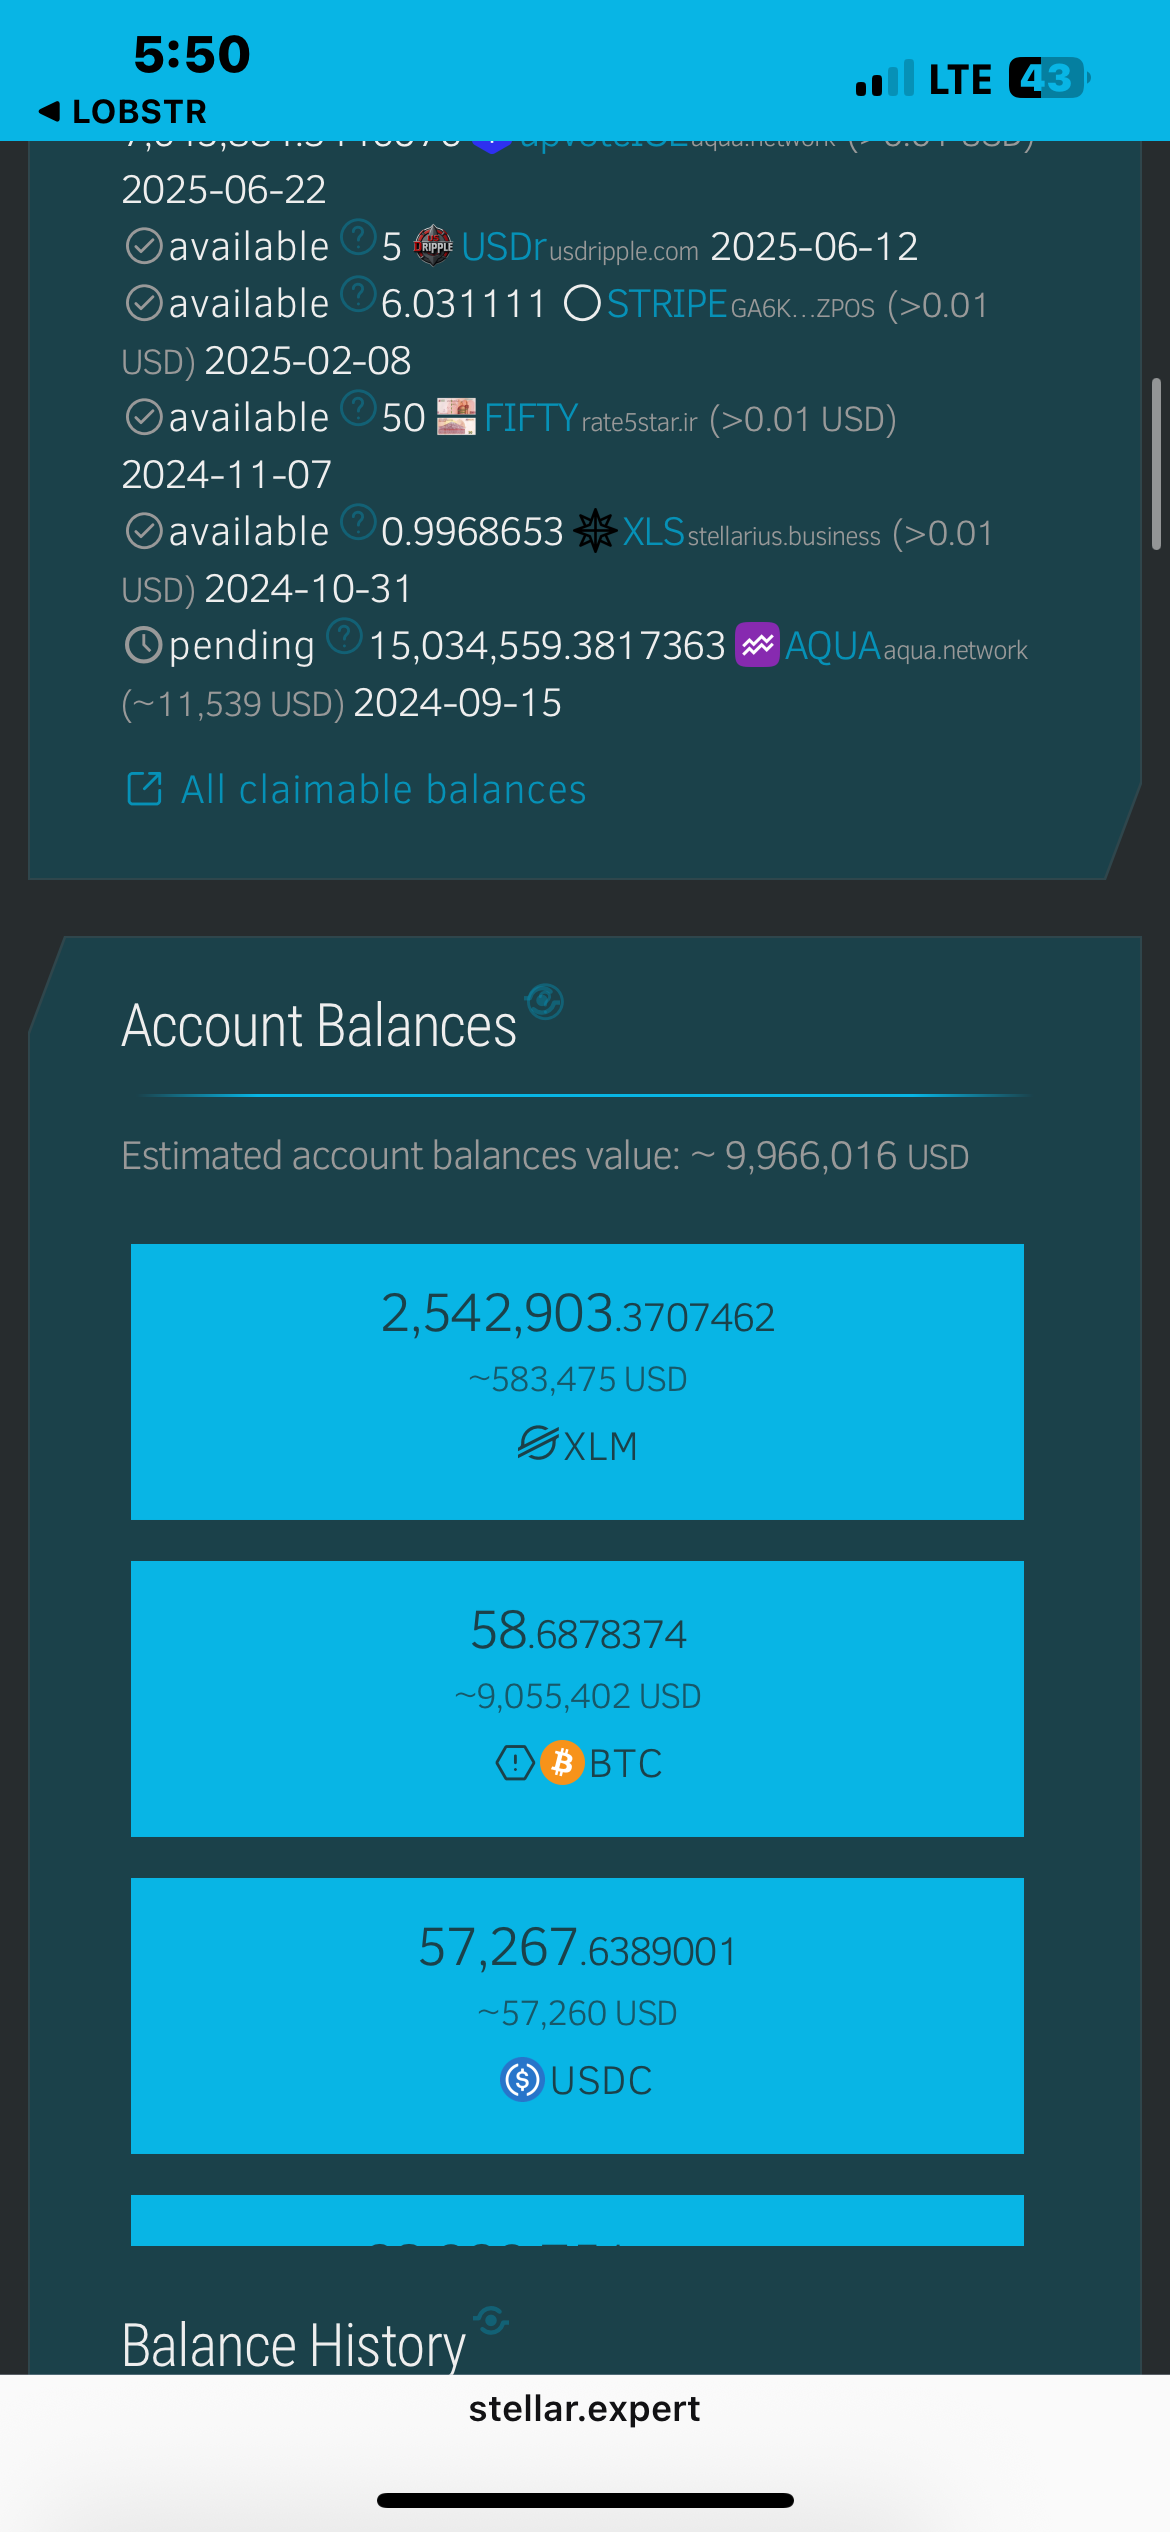 5:50
LTE 43
◀ LOBSTR
2025-06-22
available ? 5 USDr usdripple.com 2025-06-12
available ? 6.031111 STRIPE GA6K...ZPOS (>0.01
USD) 2025-02-08
available ? 50 FIFTY rate5star.ir (>0.01 USD)
2024-11-07
available ? 0.9968653 XLS stellarius.business (>0.01
USD) 2024-10-31
pending ? 15,034,559.3817363 AQUA aqua.network
(~11,539 USD) 2024-09-15
All claimable balances
Account Balances
Estimated account balances value: ~ 9,966,016 USD
2,542,903.3707462
~583,475 USD
XLM
58.6878374
~9,055,402 USD
BTC
57,267.6389001
~57,260 USD
USDC
Balance History
stellar.expert